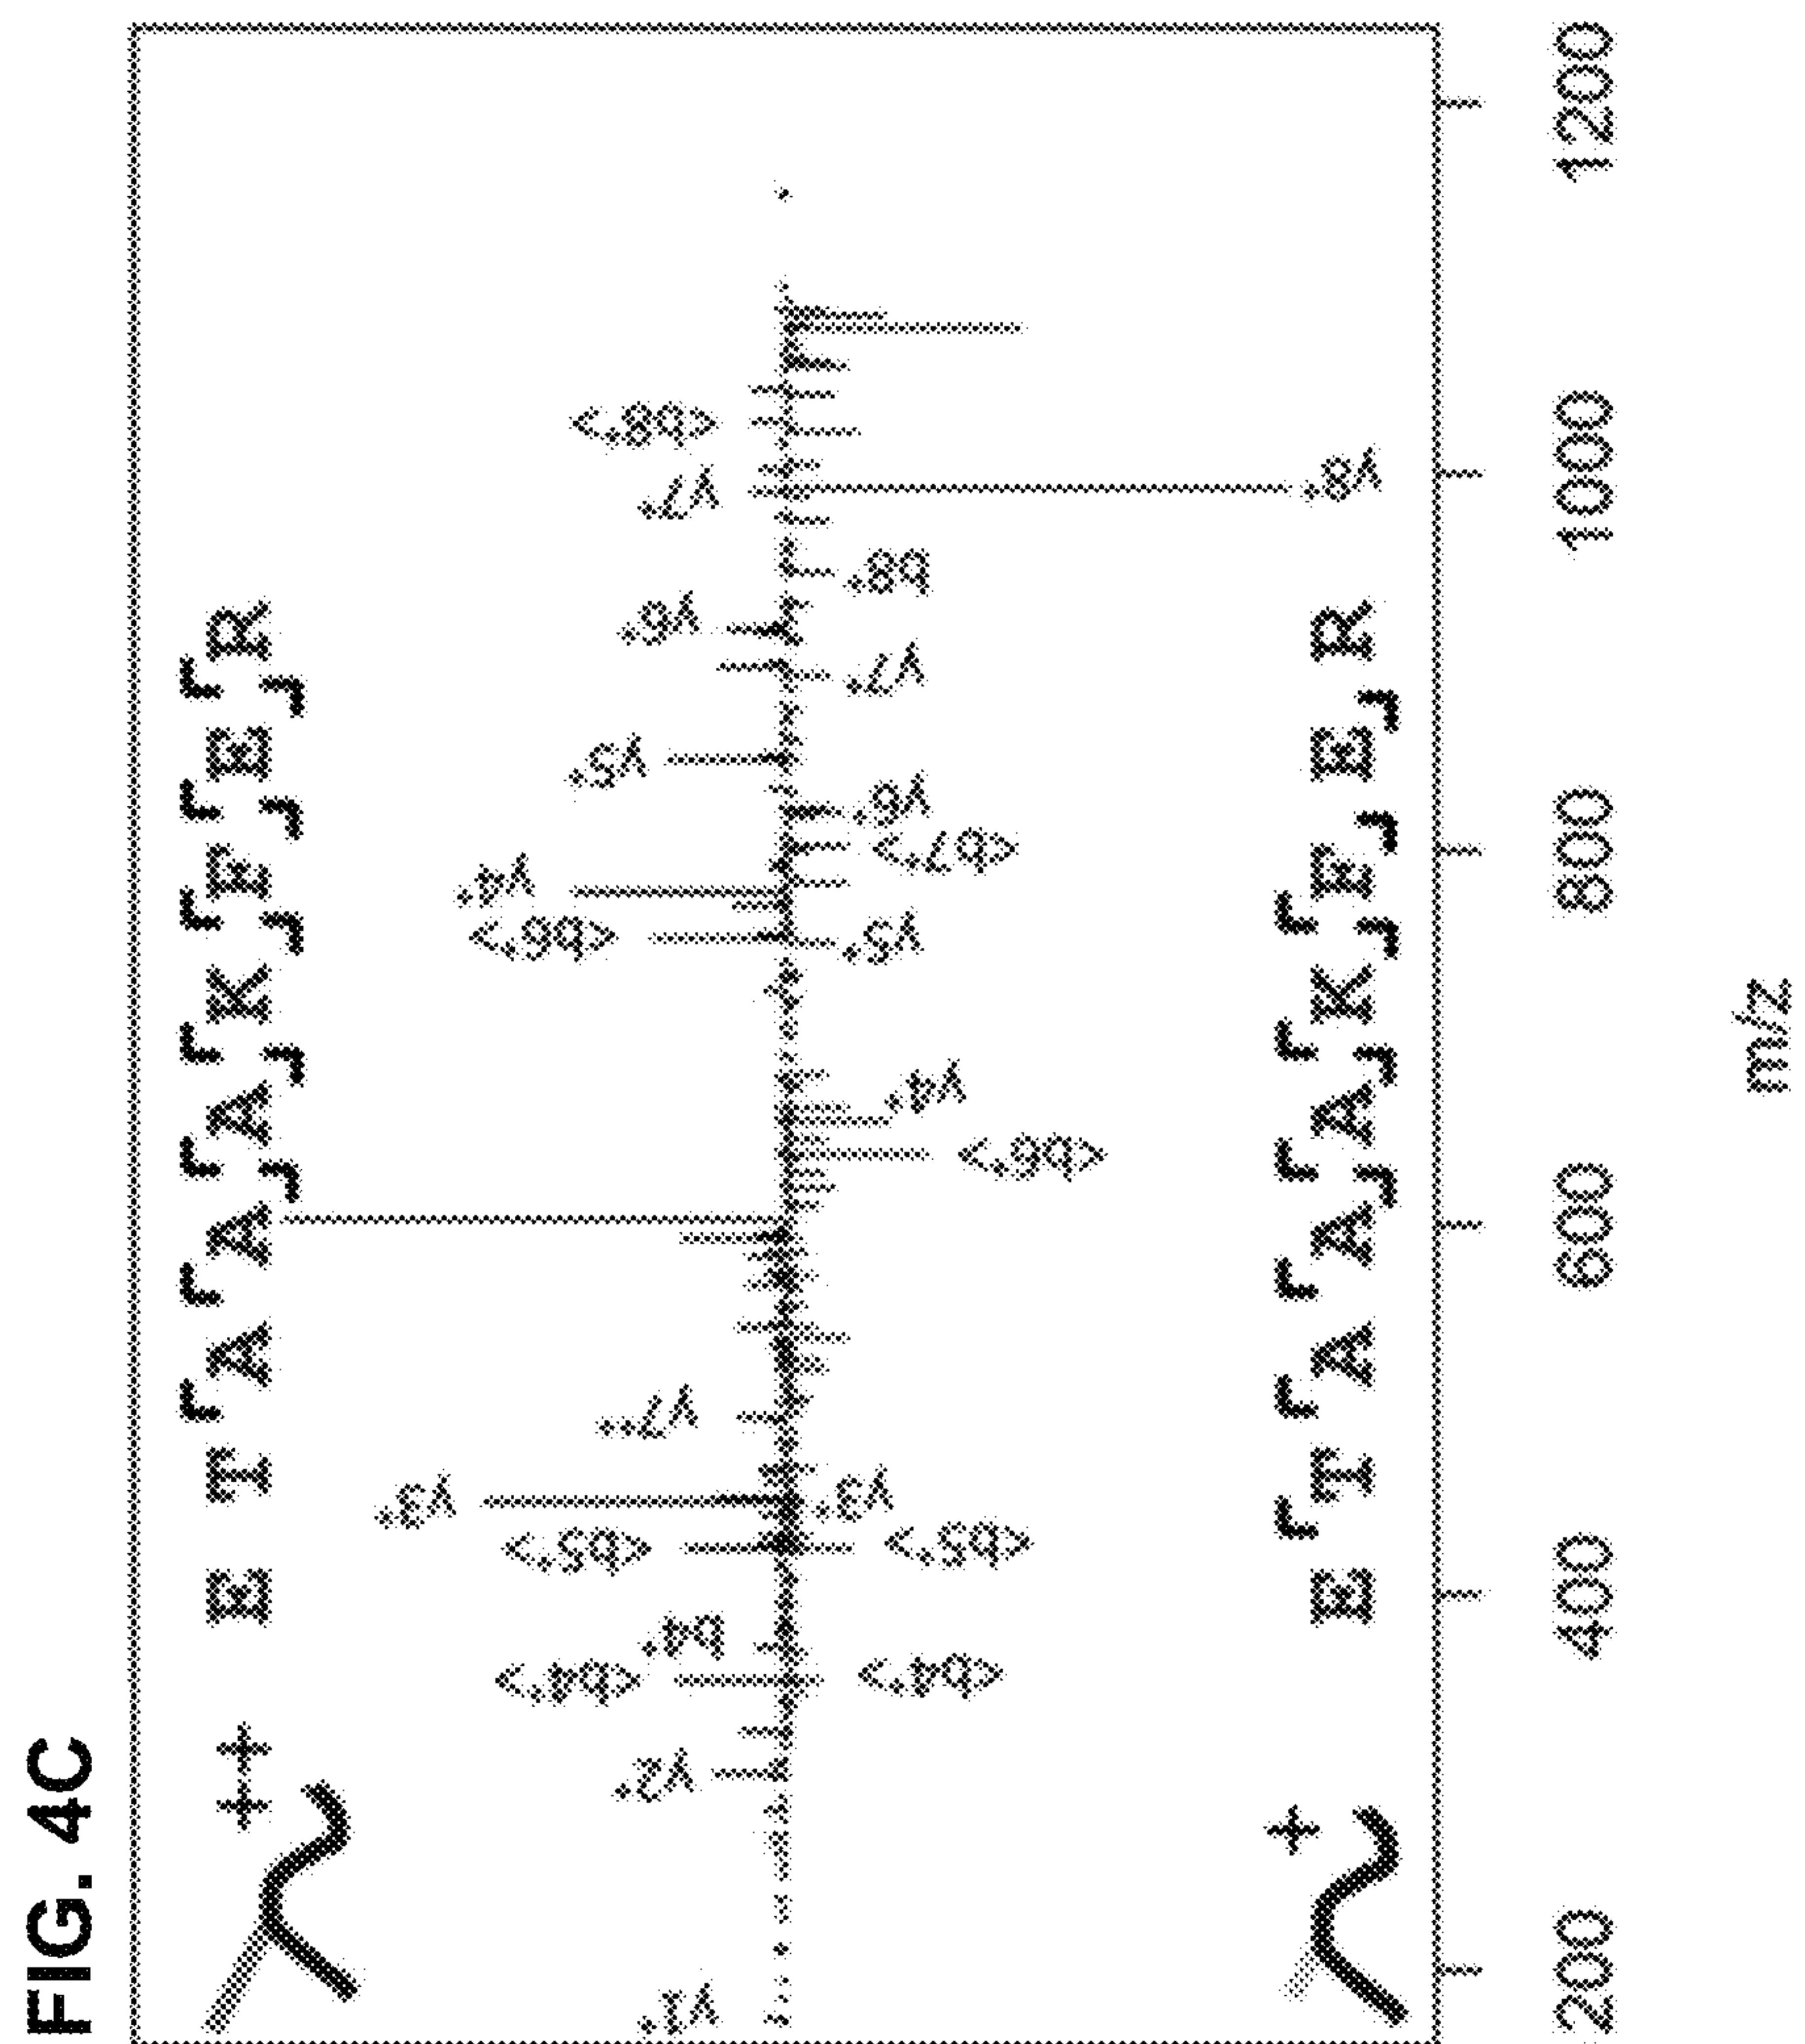 FIG. 4C
++
E T A A A K F E R
y1+
y2+
<b4+>
b4+
<b5+>
y3+
y7++
<b6+>
y4+
y5+
y6+
y7+
<b8+>
<b4+>
<b5+>
y3+
<b6+>
y4+
y5+
<b7+>
y6+
y7+
b8+
y8+
+
E T A A A K F E R
200 400 600 800 1000 1200
m/z